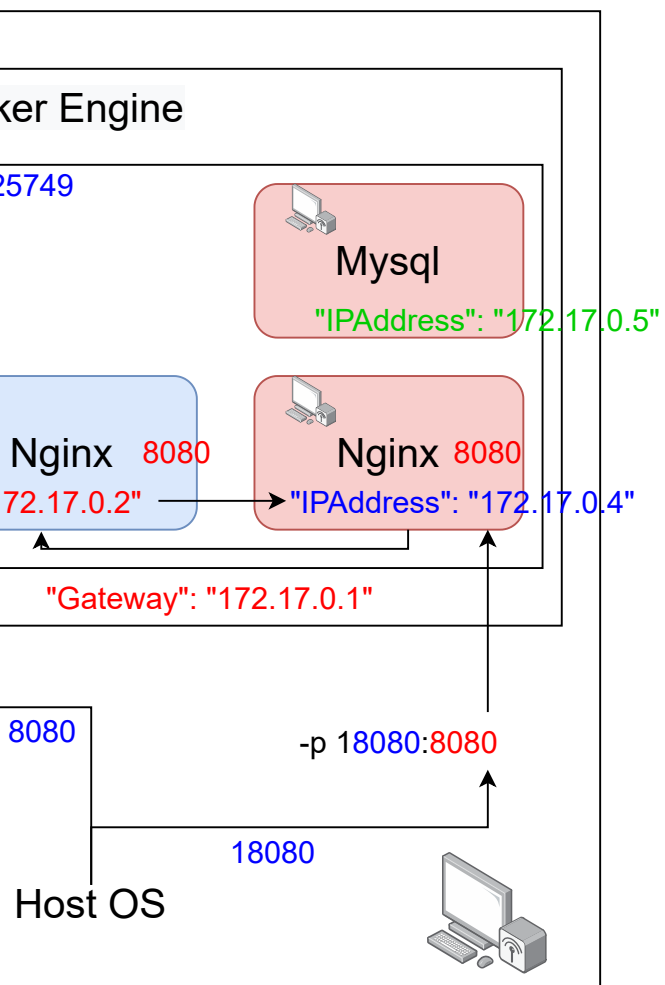 ker Engine
25749
Mysql
"IPAddress": "172.17.0.5"
Nginx 8080
72.17.0.2"
Nginx 8080
"IPAddress": "172.17.0.4"
"Gateway": "172.17.0.1"
8080
-p 18080:8080
18080
Host OS